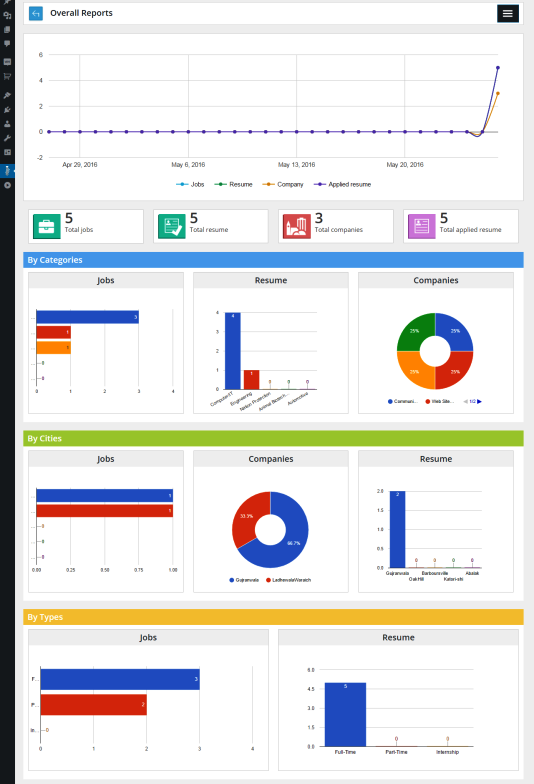 Overall Reports
6
4
2
0
-2
Apr 29, 2016 May 6, 2016 May 13, 2016 May 20, 2016
Jobs Resume Company Applied resume
5
Total jobs
5
Total resume
3
Total companies
5
Total applied resume
By Categories
Jobs
3
1
1
0
0
0 1 2 3 4
Resume
4
3
2
1
0
4
1
0 0 0
Computer/IT Engineering Animal Biotech... Automotive
Companies
25% 25%
25% 25%
Communi... Web Site... 1/2
By Cities
Jobs
1
1
0
0
0
0.00 0.25 0.50 0.75 1.00
Companies
33.3%
66.7%
Gujranwala LadhewalaWaraich
Resume
2.0
1.5
1.0
0.5
0.0
2
0 0 0 0
Gujranwala Barboursville Abalak
Oak Hill
By Types
Jobs
F...
P...
In...
3
2
0
0 1 2 3 4
Resume
6.0
4.5
3.0
1.5
0.0
5
0 0
Full-Time Part-Time Internship